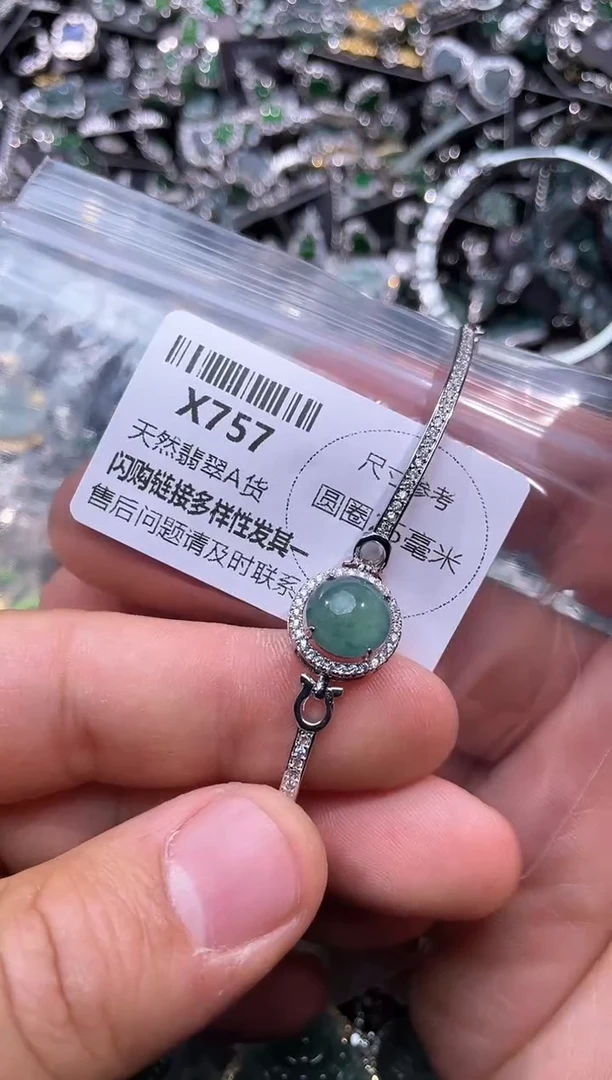 X757
天然翡翠A货
闪购链接多样性发其一
售后问题请及时联系
尺寸参考
圆圈 毫米